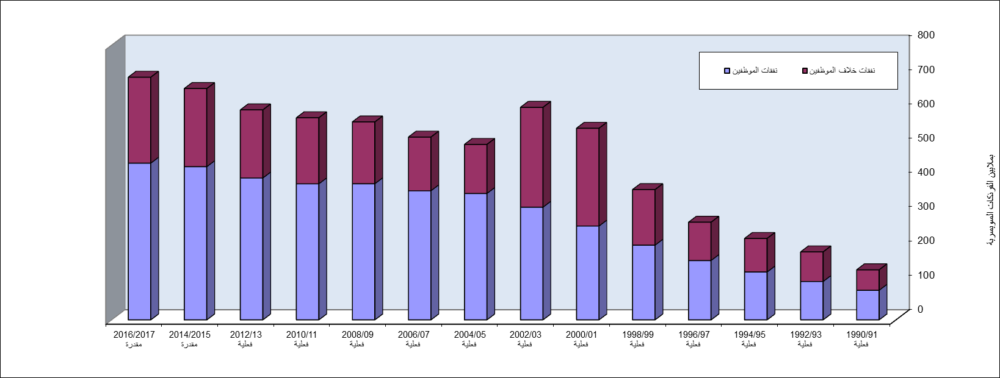 800
700
600
500
400
300
200
100
0
بملايين الفرنكات السويسرية
نفقات خلاف الموظفين
نفقات الموظفين
1990/91
فعلية
1992/93
فعلية
1994/95
فعلية
1996/97
فعلية
1998/99
فعلية
2000/01
فعلية
2002/03
فعلية
2004/05
فعلية
2006/07
فعلية
2008/09
فعلية
2010/11
فعلية
2012/13
فعلية
2014/2015
مقدرة
2016/2017
مقدرة